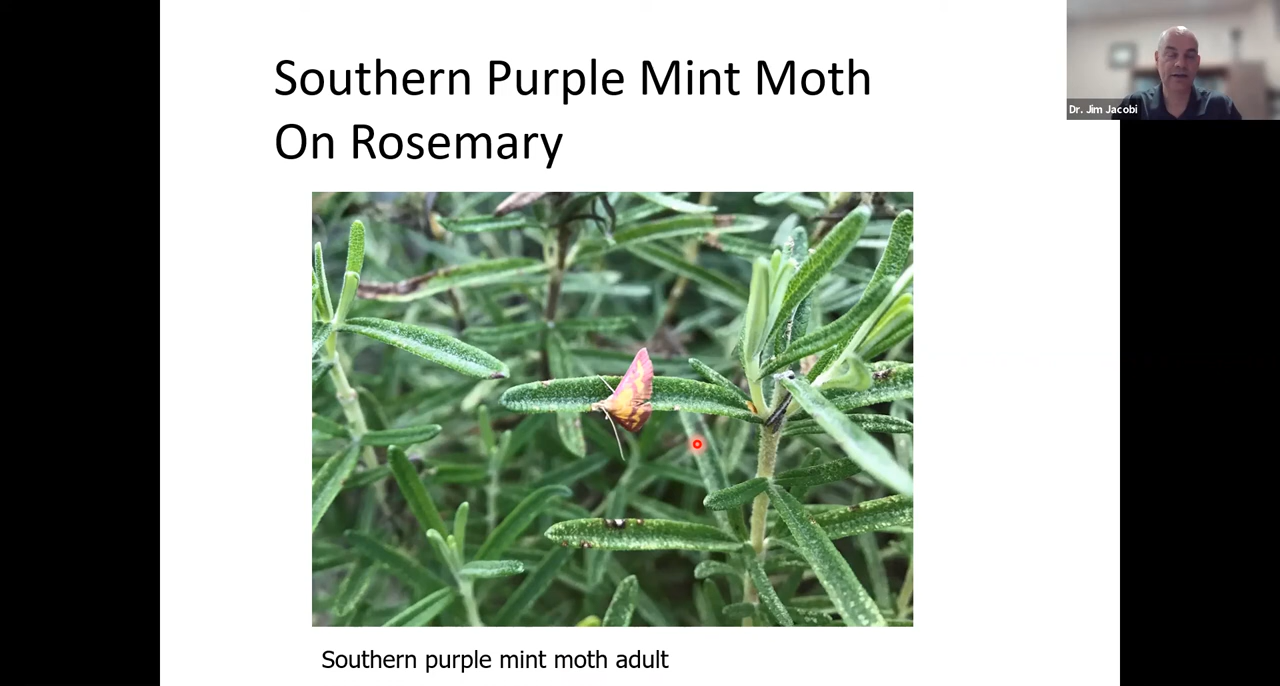 Southern Purple Mint Moth
On Rosemary
Dr. Jim Jacobi
Southern purple mint moth adult